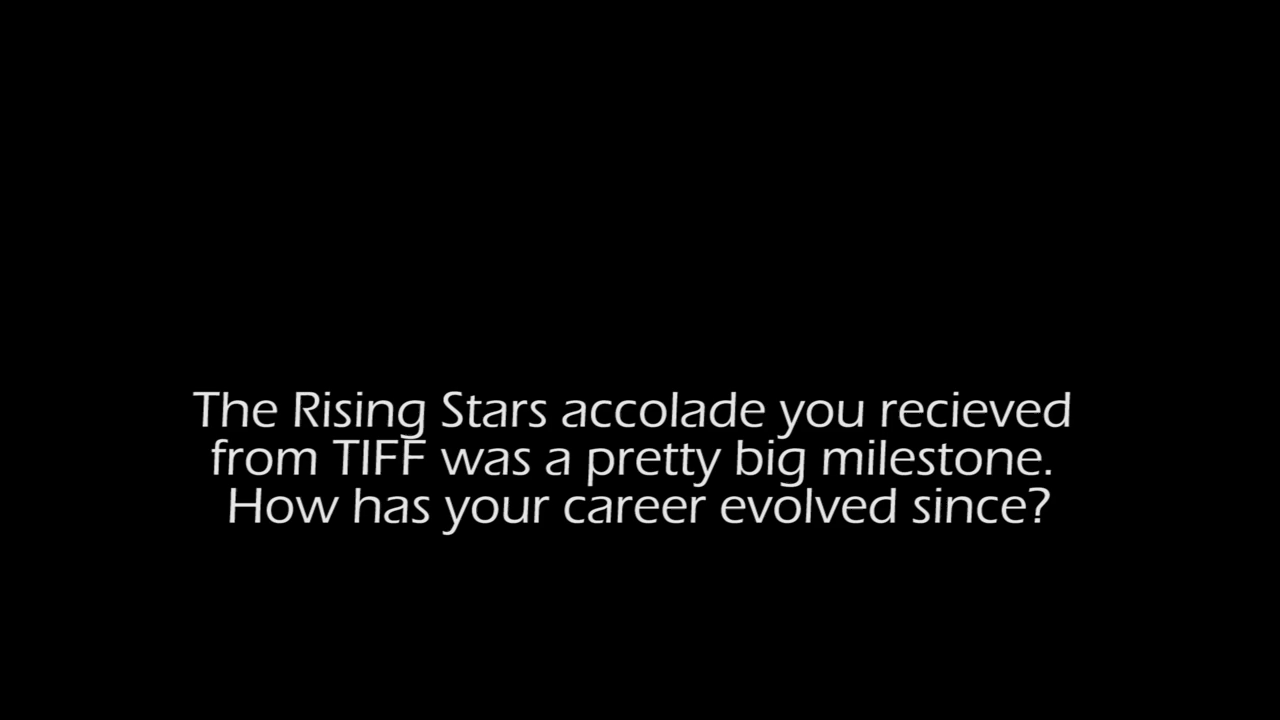 The Rising Stars accolade you recieved
from TIFF was a pretty big milestone.
How has your career evolved since?